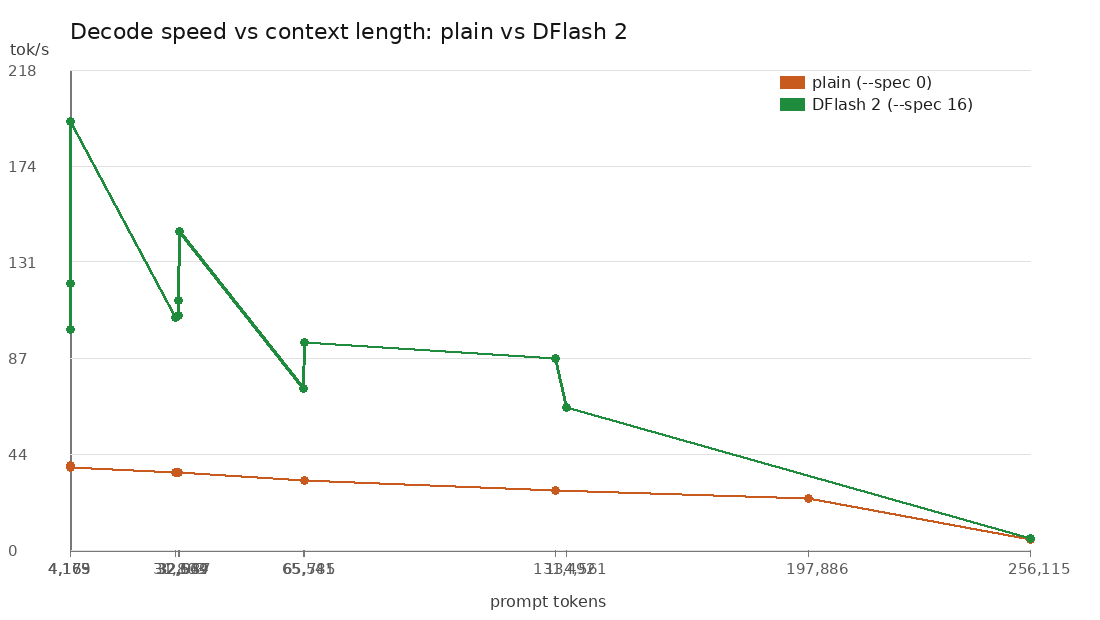 Decode speed vs context length: plain vs DFlash 2
tok/s
218
plain (--spec 0)
DFlash 2 (--spec 16)
174
131
87
44
0
197,886
256,115
prompt tokens